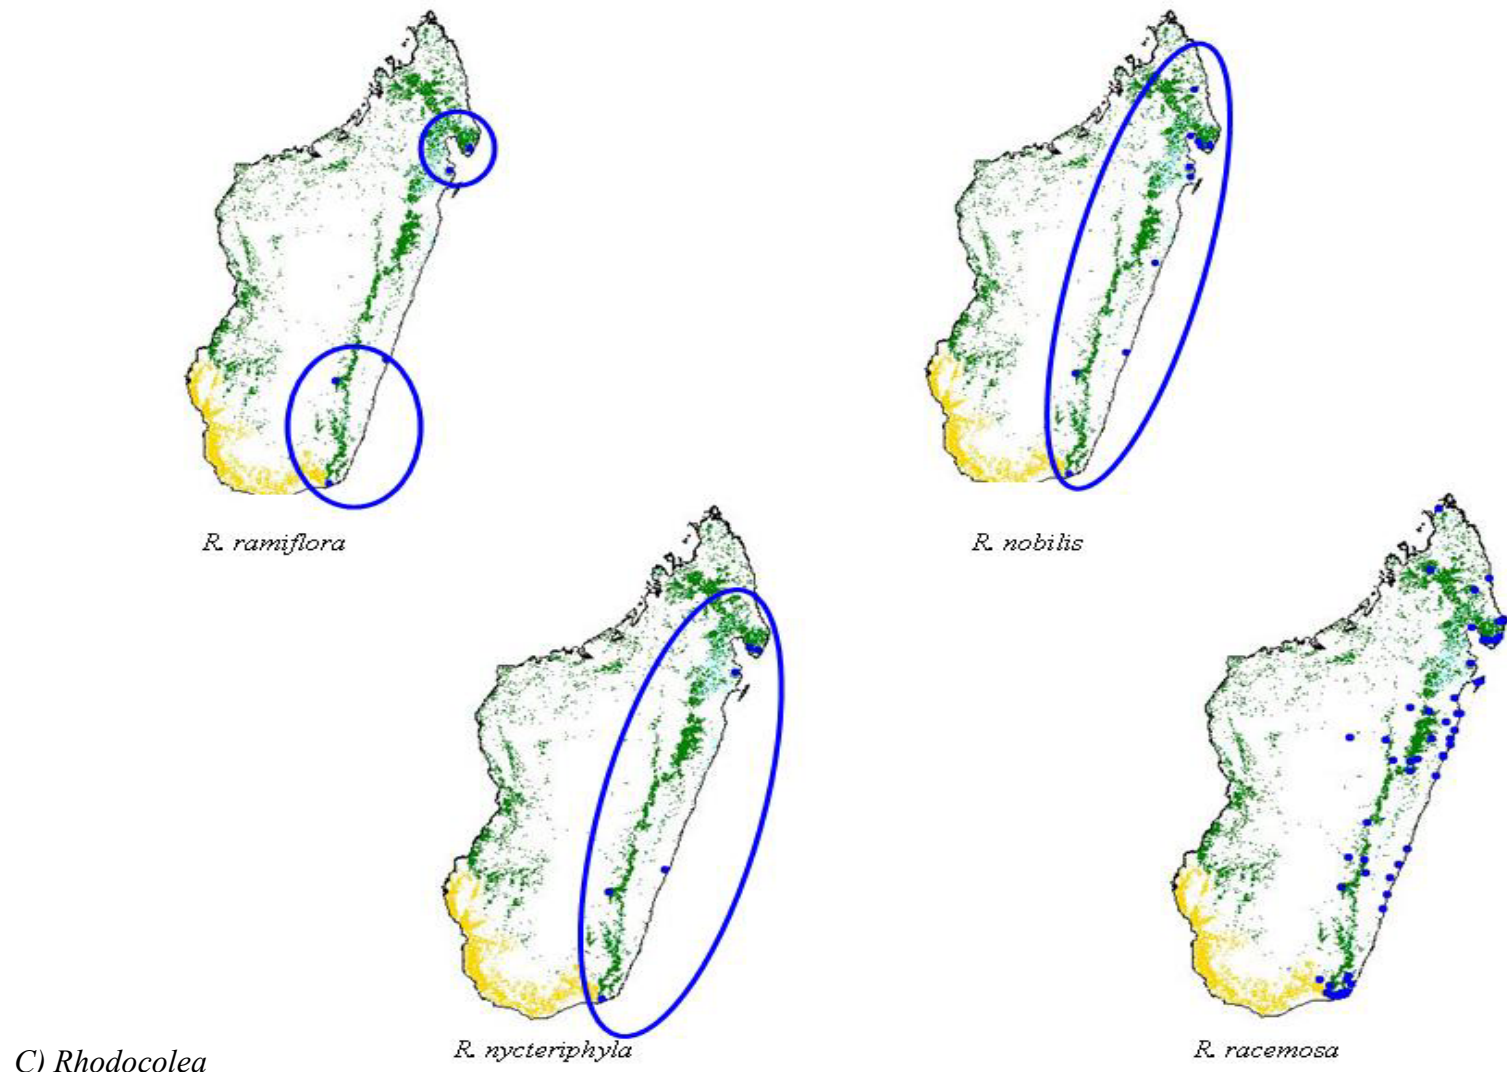 R. ramiflora
R. nobilis
R. nycteriphyla
R. racemosa
C) Rhodocolea